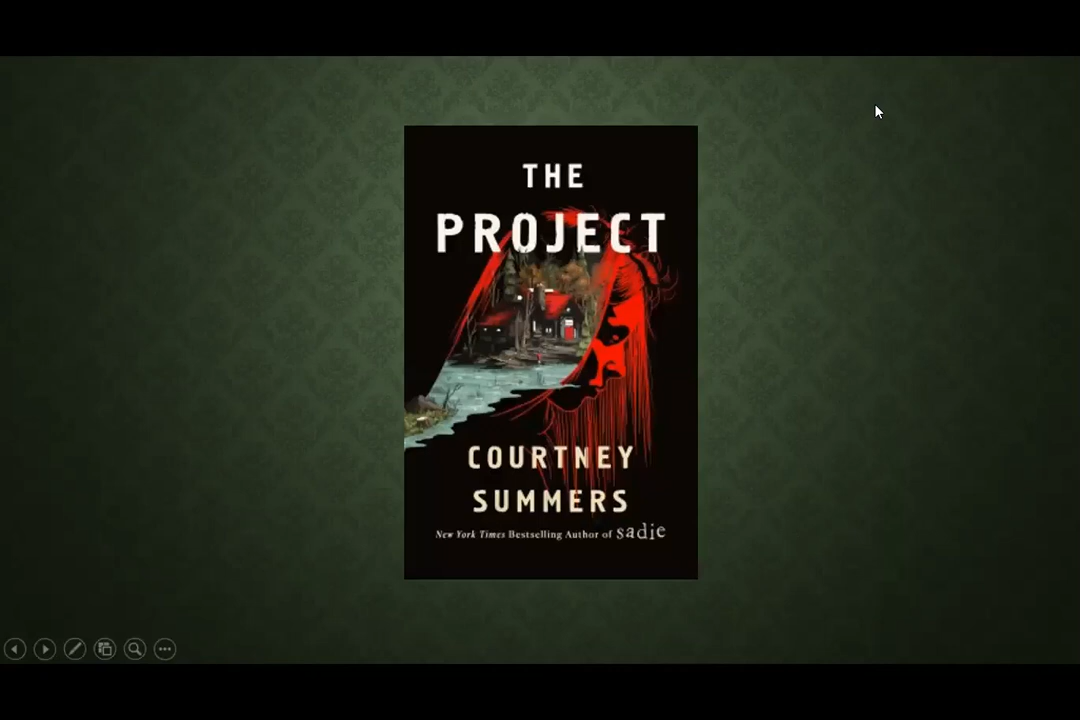 THE
PROJECT
COURTNEY
SUMMERS
New York Times Bestselling Author of sadie